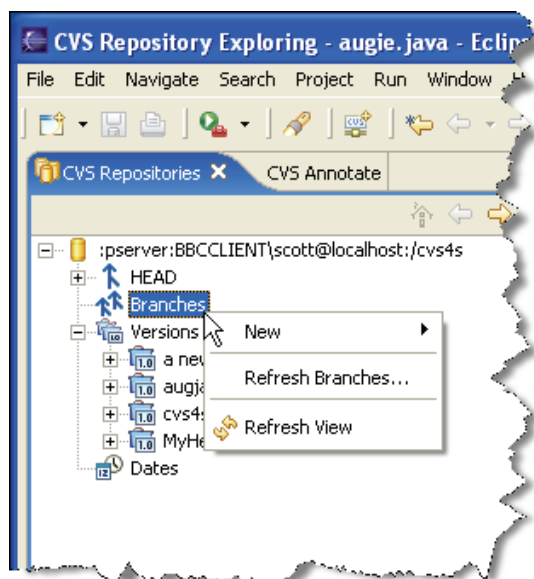 CVS Repository Exploring - augie.java -
File Edit Navigate Search Project Run Window
CVS Repositories CVS Annotate
:pserver:BBCCLIENT\scott@localhost:/cvs4s
HEAD
Branches
Versions New
a
Refresh Branches...
Refresh View
Dates